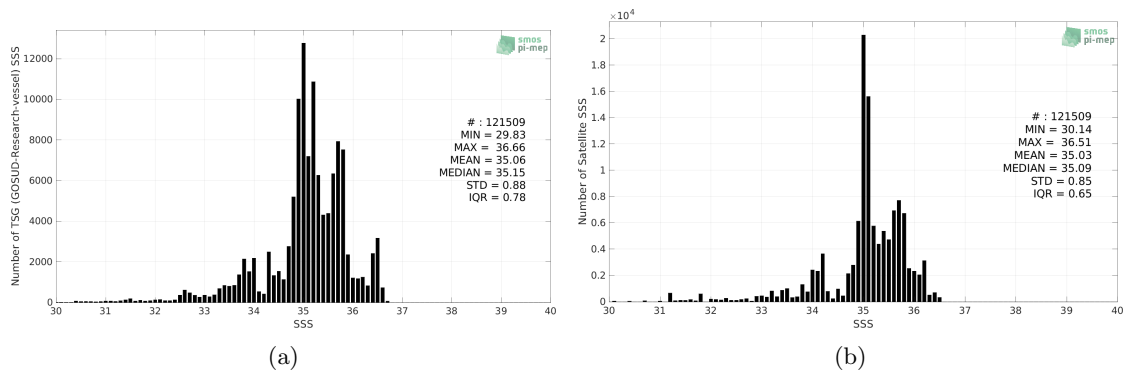 Number of TSG (GOSUD-Research-vessel) SSS
12000
10000
8000
6000
4000
2000
0
30 31 32 33 34 35 36 37 38 39 40
SSS
smos
pi-mep
# : 121509
MIN = 29.83
MAX = 36.66
MEAN = 35.06
MEDIAN = 35.15
STD = 0.88
IQR = 0.78
(a)
×10⁴
Number of Satellite SSS
2
1.8
1.6
1.4
1.2
1
0.8
0.6
0.4
0.2
0
30 31 32 33 34 35 36 37 38 39 40
SSS
smos
pi-mep
# : 121509
MIN = 30.14
MAX = 36.51
MEAN = 35.03
MEDIAN = 35.09
STD = 0.85
IQR = 0.65
(b)